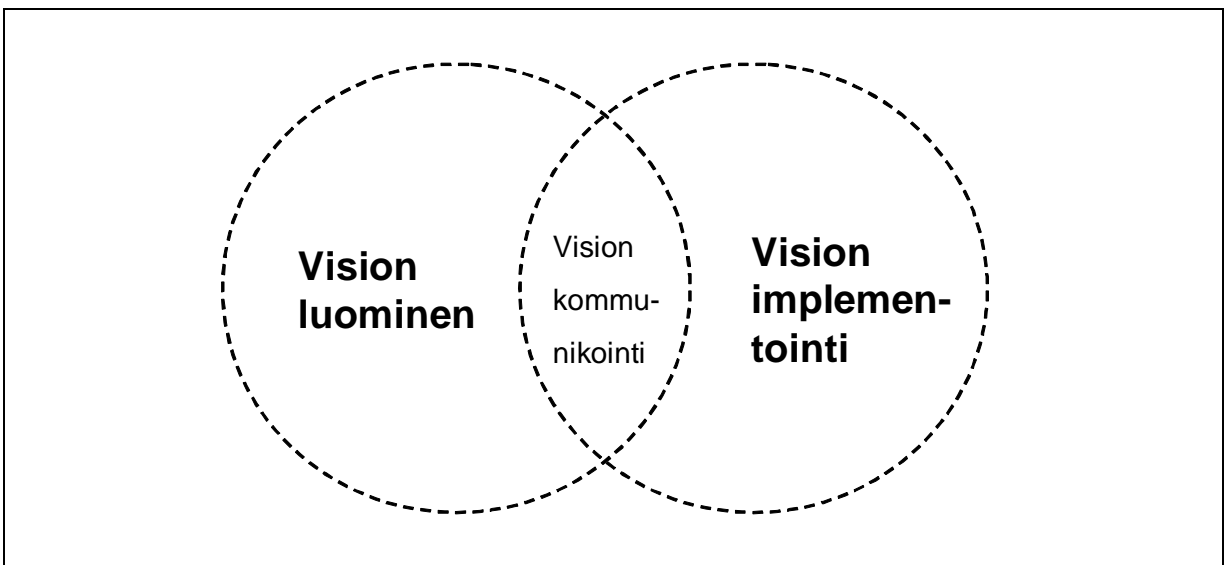 Vision
luominen
Vision
kommu-
nikointi
Vision
implemen-
tointi